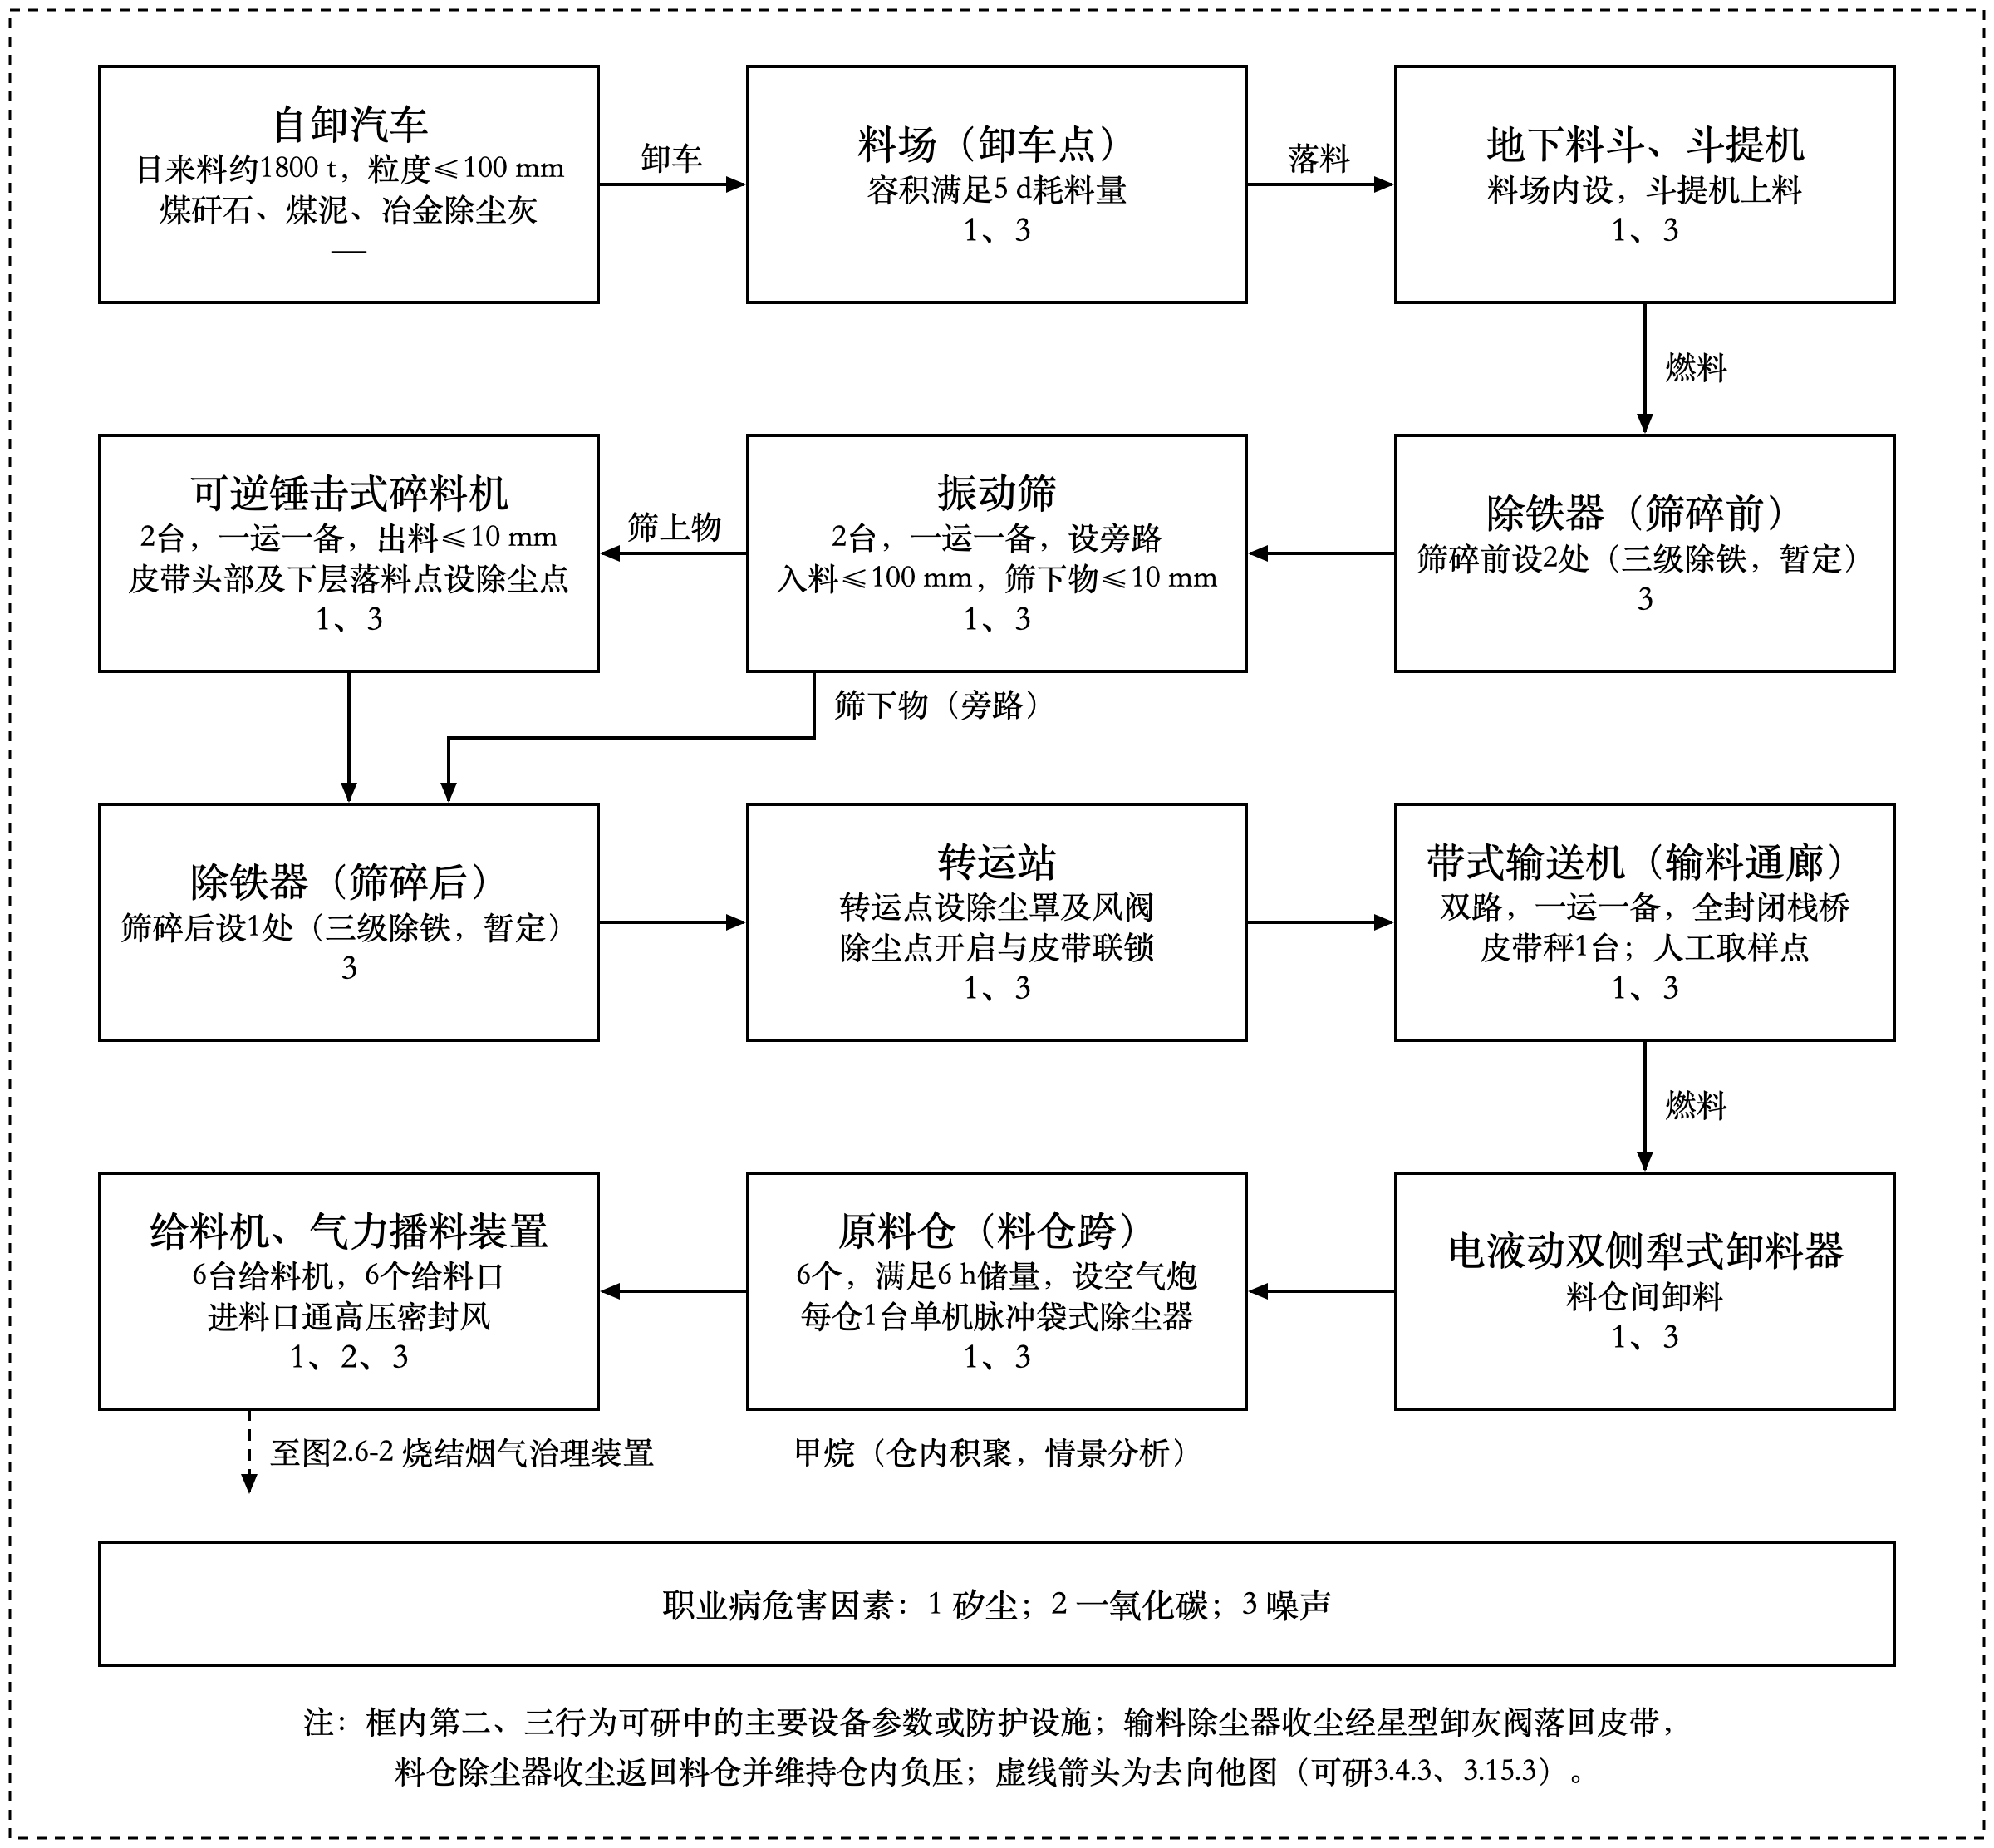 自卸汽车
日来料约1800 t，粒度≤100 mm
煤矸石、煤泥、冶金除尘灰
—
卸车
料场（卸车点）
容积满足5 d耗料量
1、3
落料
地下料斗、斗提机
料场内设，斗提机上料
1、3
燃料
可逆锤击式碎料机
2台，一运一备，出料≤10 mm
皮带头部及下层落料点设除尘点
1、3
筛上物
振动筛
2台，一运一备，设旁路
入料≤100 mm，筛下物≤10 mm
1、3
除铁器（筛碎前）
筛碎前设2处（三级除铁，暂定）
3
筛下物（旁路）
除铁器（筛碎后）
筛碎后设1处（三级除铁，暂定）
3
转运站
转运点设除尘罩及风阀
除尘点开启与皮带联锁
1、3
带式输送机（输料通廊）
双路，一运一备，全封闭栈桥
皮带秤1台；人工取样点
1、3
燃料
给料机、气力播料装置
6台给料机，6个给料口
进料口通高压密封风
1、2、3
原料仓（料仓跨）
6个，满足6 h储量，设空气炮
每仓1台单机脉冲袋式除尘器
1、3
电液动双侧犁式卸料器
料仓间卸料
1、3
至图2.6-2 烧结烟气治理装置
甲烷（仓内积聚，情景分析）
职业病危害因素：1 矽尘；2 一氧化碳；3 噪声
注：框内第二、三行为可研中的主要设备参数或防护设施；输料除尘器收尘经星型卸灰阀落回皮带，
料仓除尘器收尘返回料仓并维持仓内负压；虚线箭头为去向他图（可研3.4.3、3.15.3）。